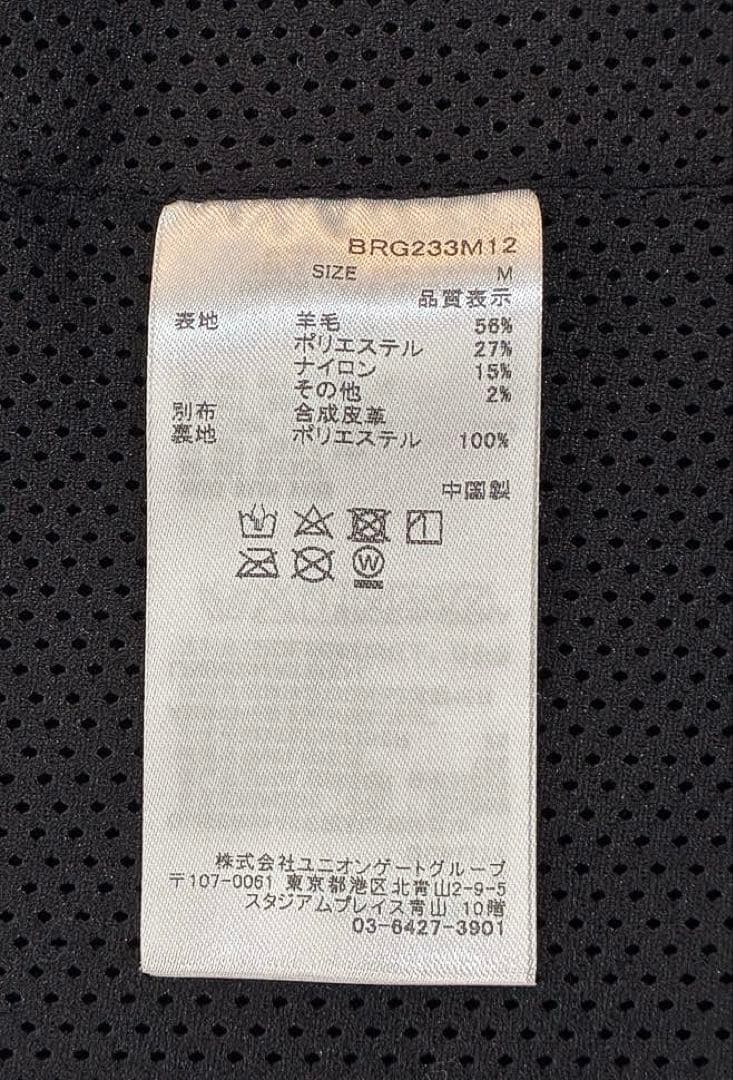 BRG233M12
SIZE M
品質表示
表地 羊毛 56%
ポリエステル 27%
ナイロン 15%
その他 2%
別布 合成皮革
裏地 ポリエステル 100%
中国製
W
株式会社ユニオンゲートグループ
〒107-0061 東京都港区北青山2-9-5
スタジアムプレイス青山 10階
03-6427-3901